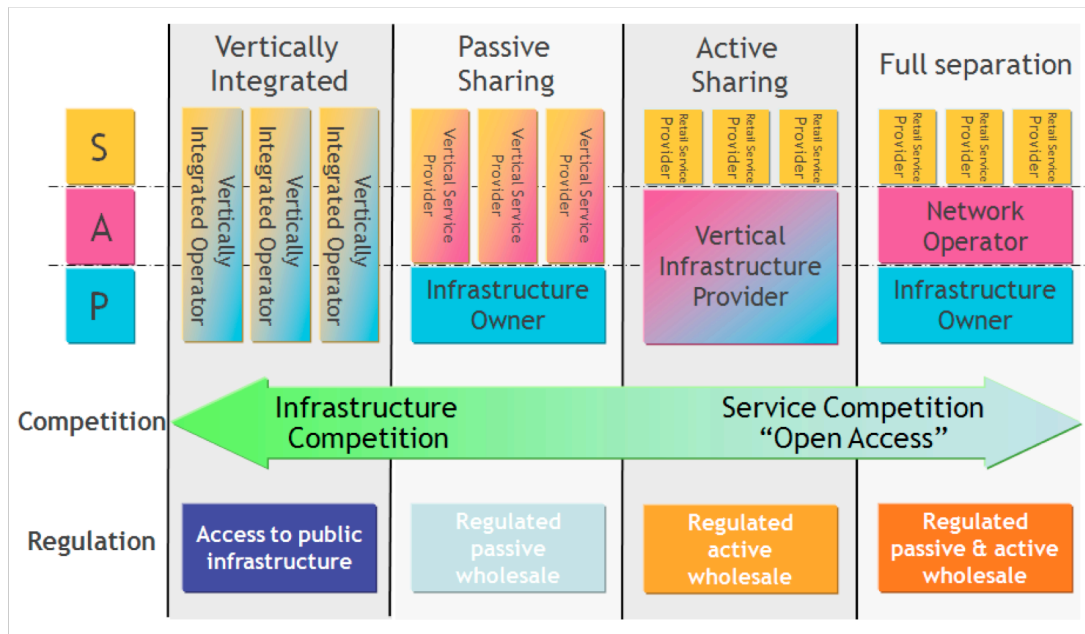 Vertically
Integrated
Passive
Sharing
Active
Sharing
Full separation
S
A
P
Vertically
Integrated Operator
Vertically
Integrated Operator
Vertically
Integrated Operator
Vertical Service
Provider
Vertical Service
Provider
Vertical Service
Provider
Infrastructure
Owner
Retail Service
Provider
Retail Service
Provider
Retail Service
Provider
Vertical
Infrastructure
Provider
Retail Service
Provider
Retail Service
Provider
Retail Service
Provider
Network
Operator
Infrastructure
Owner
Competition
Infrastructure
Competition
Service Competition
“Open Access”
Regulation
Access to public
infrastructure
Regulated
passive
wholesale
Regulated
active
wholesale
Regulated
passive & active
wholesale